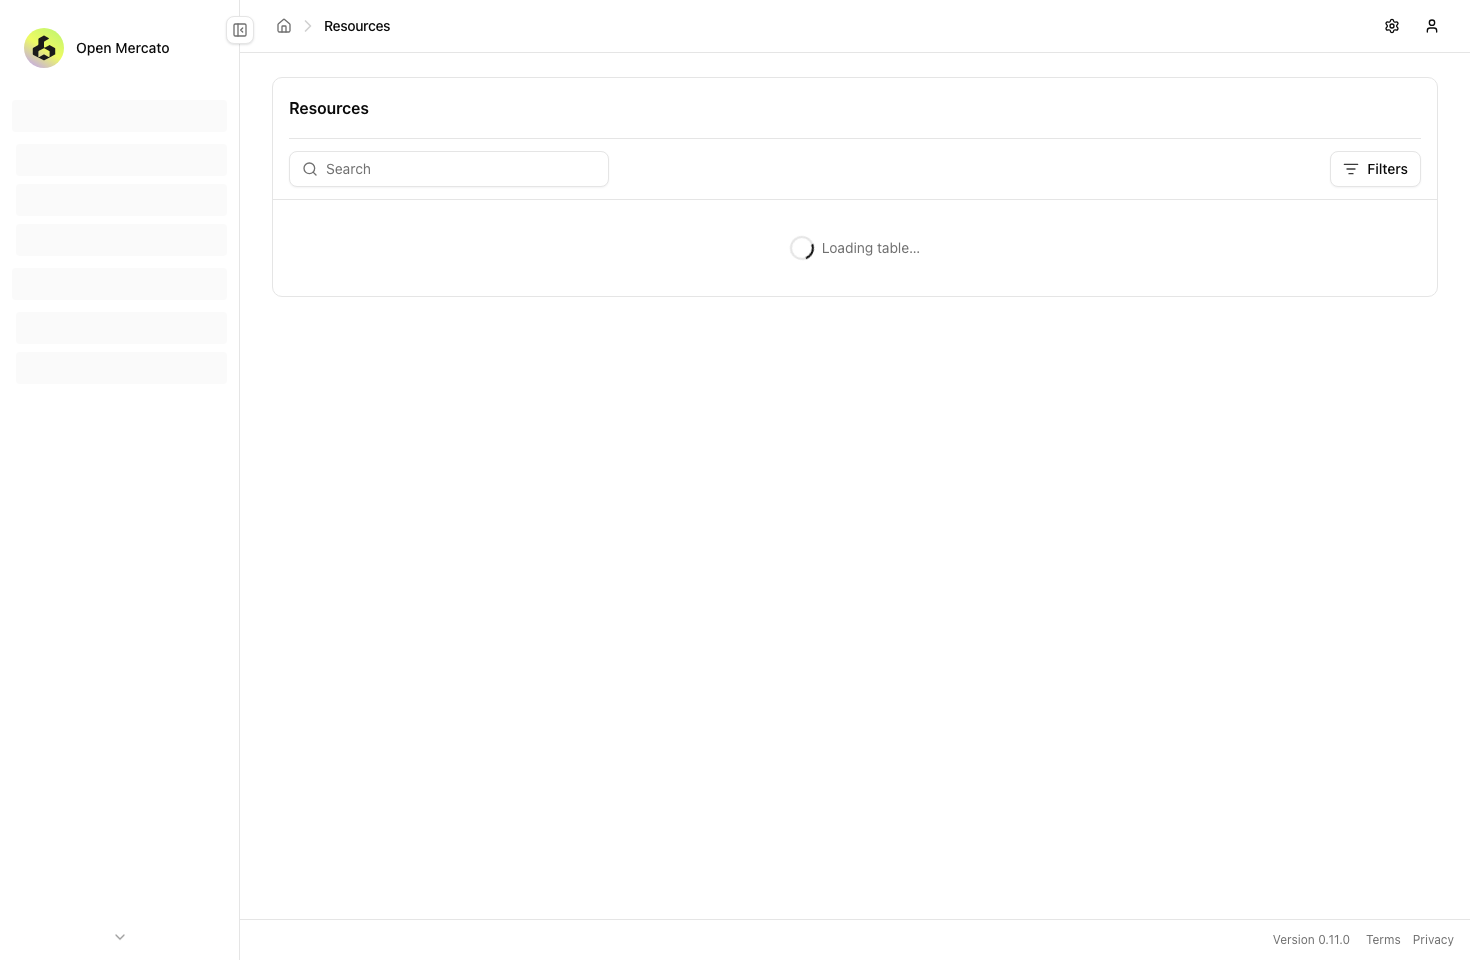 Open Mercato
Resources
Resources
Search
Filters
Loading table...
Version 0.11.0 Terms Privacy